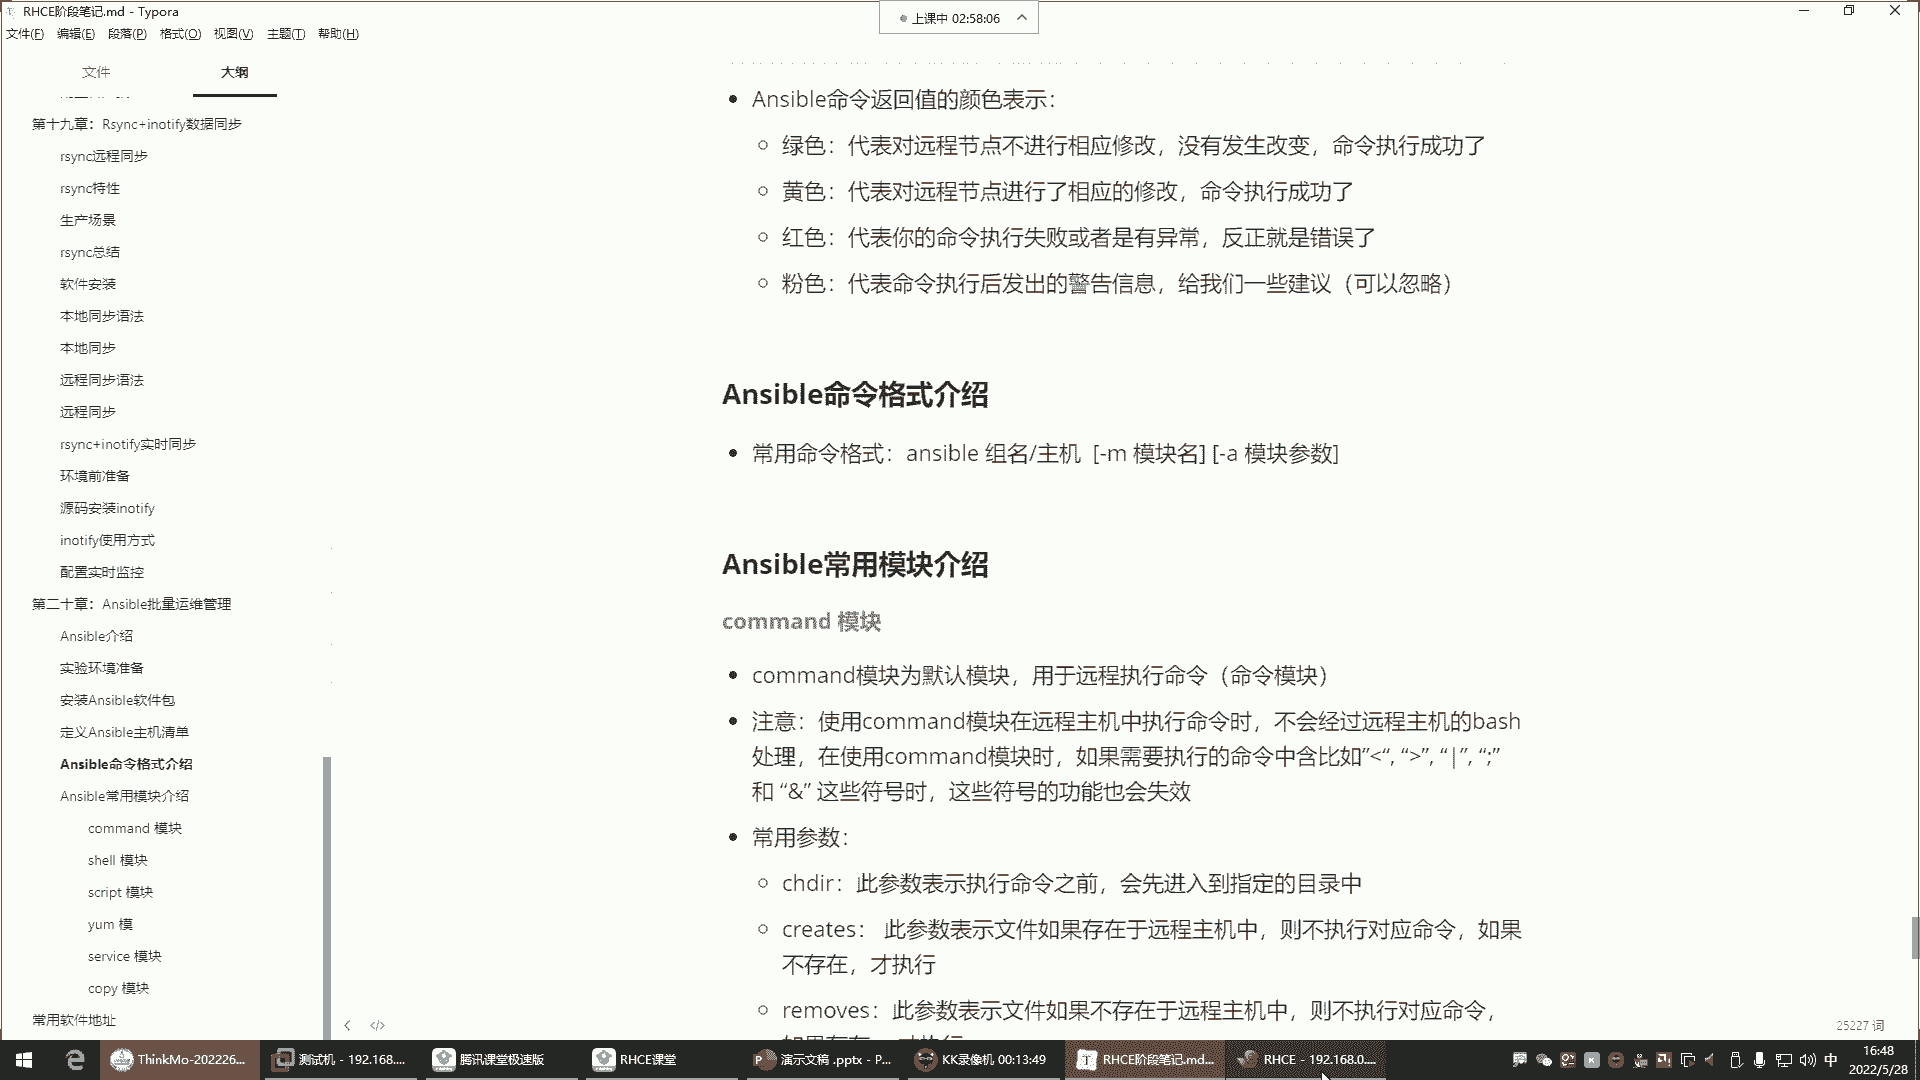 RHCE阶段笔记.md - Typora
上课中 02:58:06
文件(F) 编辑(E) 段落(P) 格式(O) 视图(V) 主题(T) 帮助(H)
文件 大纲
第十九章：Rsync+inotify数据同步
rsync远程同步
rsync特性
生产场景
rsync总结
软件安装
本地同步语法
本地同步
远程同步语法
远程同步
rsync+inotify实时同步
环境前准备
源码安装inotify
inotify使用方式
配置实时监控
第二十章：Ansible批量运维管理
Ansible介绍
实验环境准备
安装Ansible软件包
定义Ansible主机清单
Ansible命令格式介绍
Ansible常用模块介绍
command 模块
shell 模块
script 模块
yum 模
service 模块
copy 模块
常用软件地址
Ansible命令返回值的颜色表示：
绿色：代表对远程节点不进行相应修改，没有发生改变，命令执行成功了
黄色：代表对远程节点进行了相应的修改，命令执行成功了
红色：代表你的命令执行失败或者是有异常，反正就是错误了
粉色：代表命令执行后发出的警告信息，给我们一些建议（可以忽略）
Ansible命令格式介绍
常用命令格式：ansible 组名/主机 [-m 模块名] [-a 模块参数]
Ansible常用模块介绍
command 模块
command模块为默认模块，用于远程执行命令（命令模块）
注意：使用command模块在远程主机中执行命令时，不会经过远程主机的bash
处理，在使用command模块时，如果需要执行的命令中含比如”<“, “>”, “|”, “;”
和 “&” 这些符号时，这些符号的功能也会失效
常用参数：
chdir：此参数表示执行命令之前，会先进入到指定的目录中
creates： 此参数表示文件如果存在于远程主机中，则不执行对应命令，如果
不存在，才执行
removes：此参数表示文件如果不存在于远程主机中，则不执行对应命令，
25227 词
ThinkMo-202226... 测试机 - 192.168.... 腾讯课堂极速版 RHCE课堂 演示文稿 .pptx - P... KK录像机 00:13:49 RHCE阶段笔记.md... RHCE - 192.168.0.... 中 16:48
2022/5/28